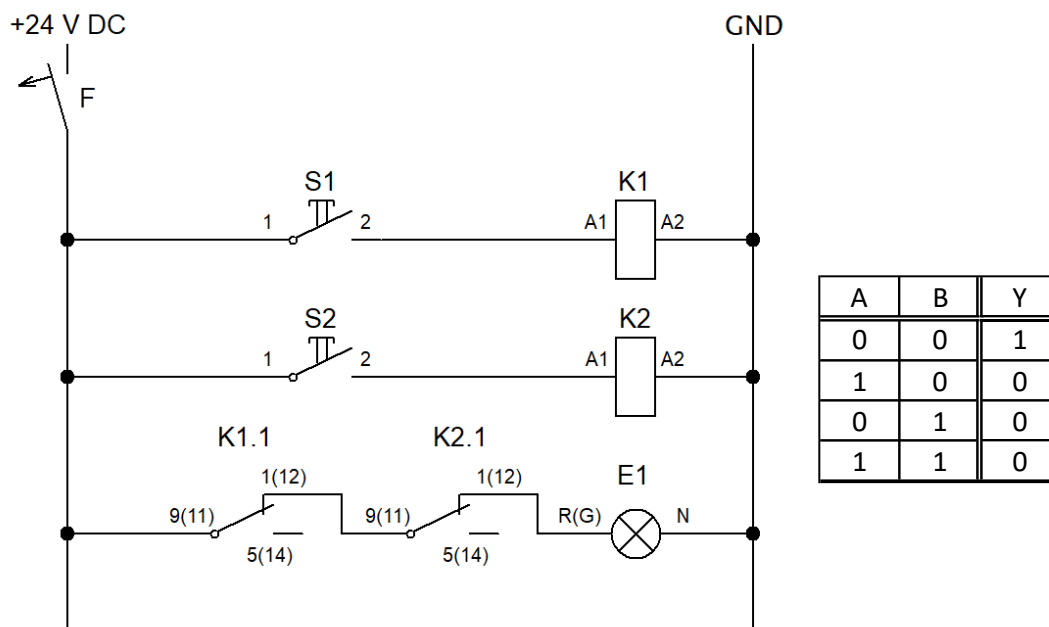 +24 V DC
GND
F
S1
K1
1
2
A1
A2
S2
K2
1
2
A1
A2
K1.1
K2.1
E1
1(12)
1(12)
9(11)
9(11)
R(G)
N
5(14)
5(14)
A B Y
0 0 1
1 0 0
0 1 0
1 1 0